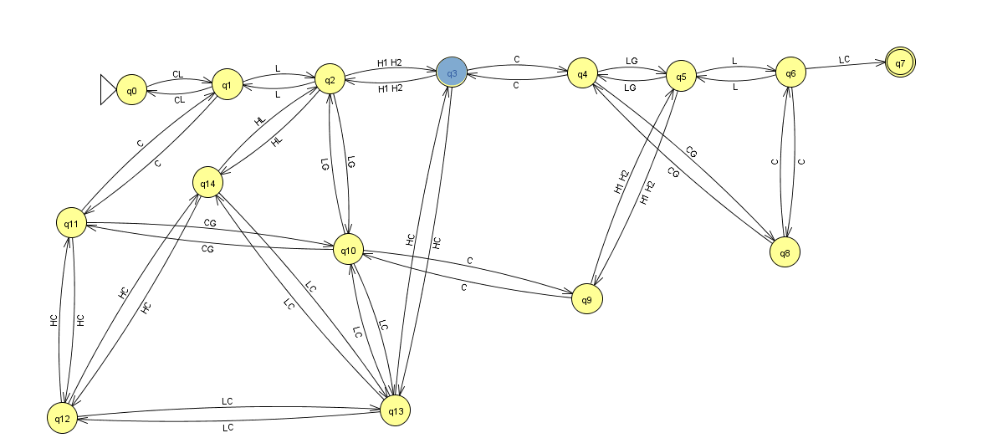 q0
CL
CL
q1
L
L
q2
H1 H2
H1 H2
q3
C
C
q4
LG
LG
q5
L
L
q6
LC
q7
C
C
HL
HL
LG
LG
q14
H1 H2
H1 H2
CG
CG
C
C
q11
CG
CG
q10
C
C
q9
q8
HC
HC
HC
HC
HC
HC
LC
LC
LC
LC
q12
LC
LC
q13